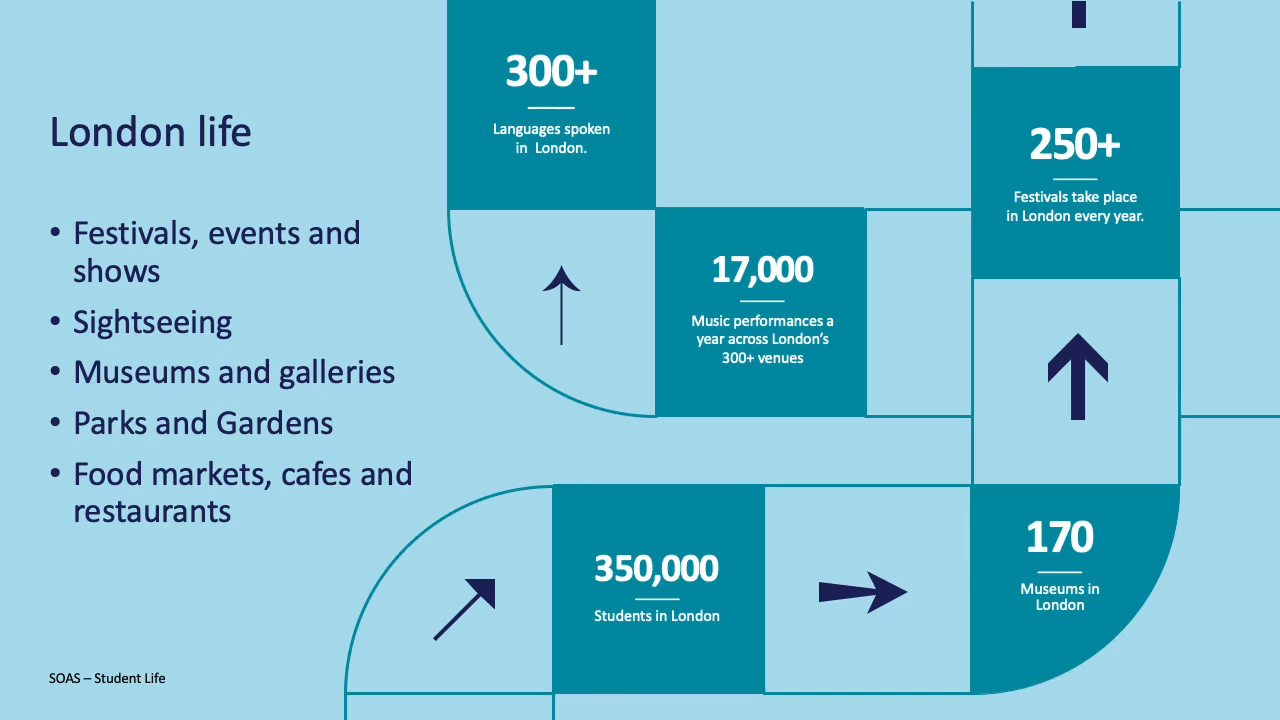 London life
• Festivals, events and
shows
• Sightseeing
• Museums and galleries
• Parks and Gardens
• Food markets, cafes and
restaurants
300+
Languages spoken
in London.
17,000
Music performances a
year across London’s
300+ venues
250+
Festivals take place
in London every year.
350,000
Students in London
170
Museums in
London
SOAS – Student Life